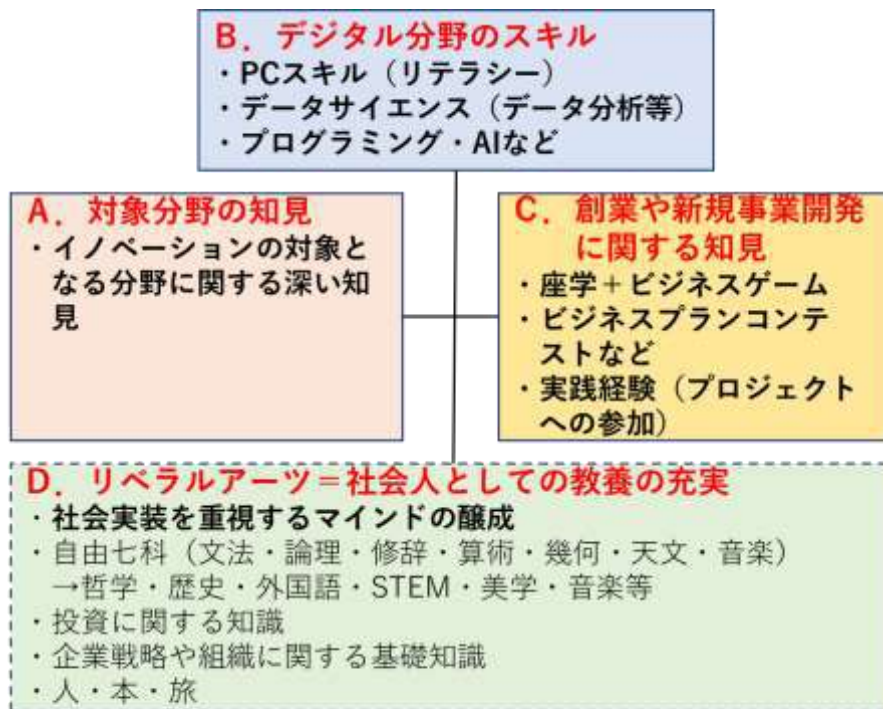 B．デジタル分野のスキル
・PCスキル（リテラシー）
・データサイエンス（データ分析等）
・プログラミング・AIなど
A．対象分野の知見
・イノベーションの対象と
なる分野に関する深い知
見
C．創業や新規事業開発
に関する知見
・座学＋ビジネスゲーム
・ビジネスプランコンテ
ストなど
・実践経験（プロジェクト
への参加）
D．リベラルアーツ＝社会人としての教養の充実
・社会実装を重視するマインドの醸成
・自由七科（文法・論理・修辞・算術・幾何・天文・音楽）
→哲学・歴史・外国語・STEM・美学・音楽等
・投資に関する知識
・企業戦略や組織に関する基礎知識
・人・本・旅